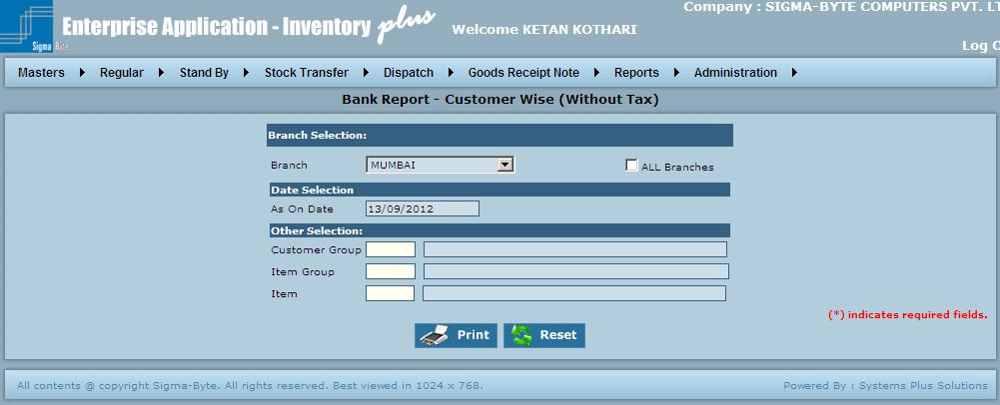 Company : SIGMA-BYTE COMPUTERS PVT.
Enterprise Application - Inventory plus
Welcome KETAN KOTHARI
Sigma Byte
Log
Masters Regular Stand By Stock Transfer Dispatch Goods Receipt Note Reports Administration
Bank Report - Customer Wise (Without Tax)
Branch Selection:
Branch MUMBAI ALL Branches
Date Selection
As On Date 13/09/2012
Other Selection:
Customer Group
Item Group
Item
(*) indicates required fields.
Print Reset
All contents @ copyright Sigma-Byte. All rights reserved. Best viewed in 1024 x 768. Powered By : Systems Plus Solutions